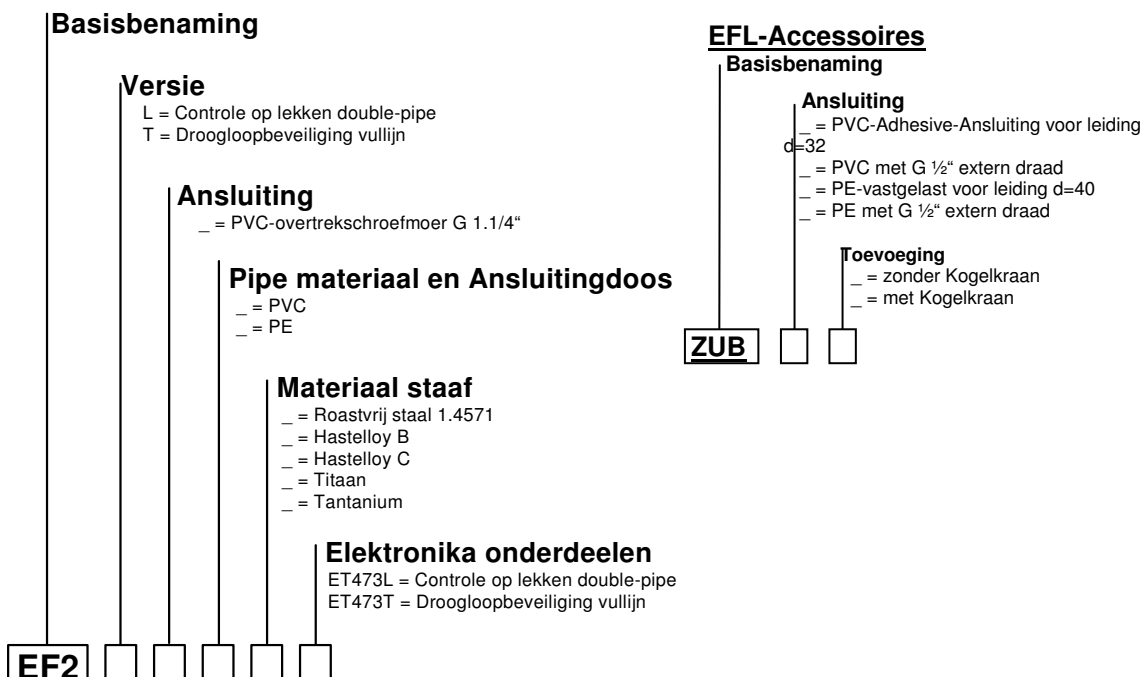 Basisbenaming
Versie
L = Controle op lekken double-pipe
T = Droogloopbeveiliging vullijn
Ansluiting
_ = PVC-overtrekschroefmoer G 1.1/4“
Pipe materiaal en Ansluitingdoos
_ = PVC
_ = PE
Materiaal staaf
_ = Roastvrij staal 1.4571
_ = Hastelloy B
_ = Hastelloy C
_ = Titaan
_ = Tantanium
Elektronika onderdeelen
ET473L = Controle op lekken double-pipe
ET473T = Droogloopbeveiliging vullijn
EF2
EFL-Accessoires
Basisbenaming
Ansluiting
_ = PVC-Adhesive-Ansluiting voor leiding
d=32
_ = PVC met G ½“ extern draad
_ = PE-vastgelast voor leiding d=40
_ = PE met G ½“ extern draad
Toevoeging
_ = zonder Kogelkraan
_ = met Kogelkraan
ZUB